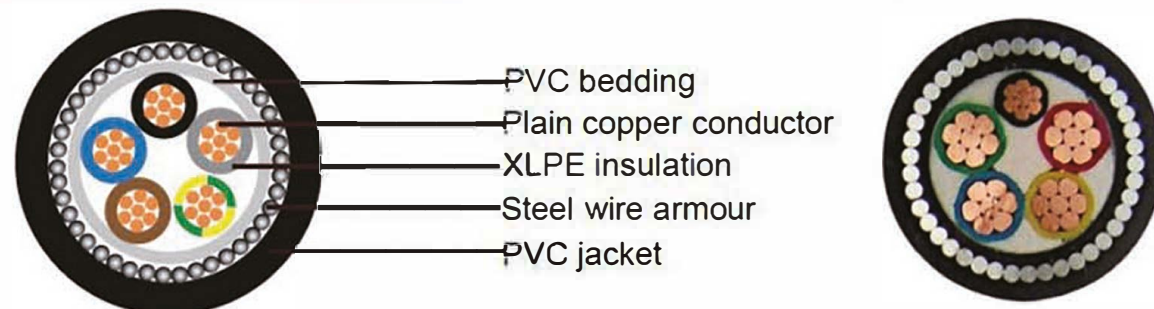 PVC bedding
Plain copper conductor
XLPE insulation
Steel wire armour
PVC jacket